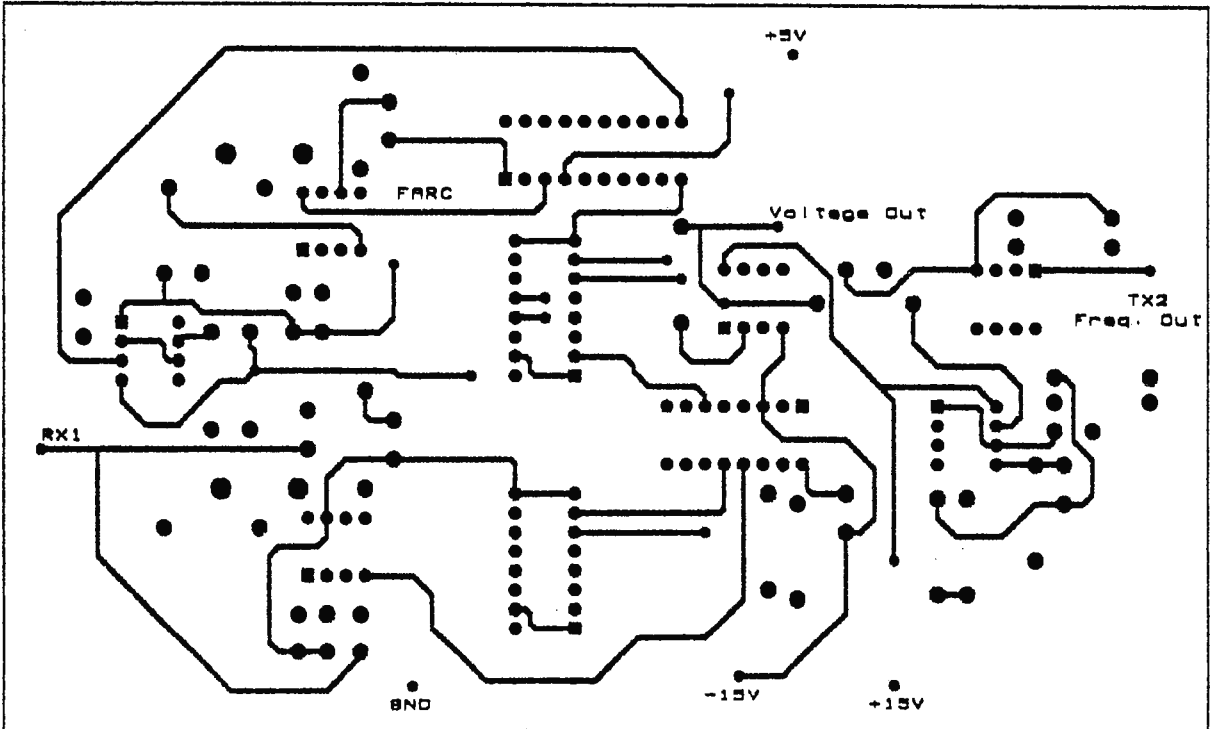 +5V
FARC
Voltage Out
TX2
Freq. Out
RX1
GND
-15V
+15V